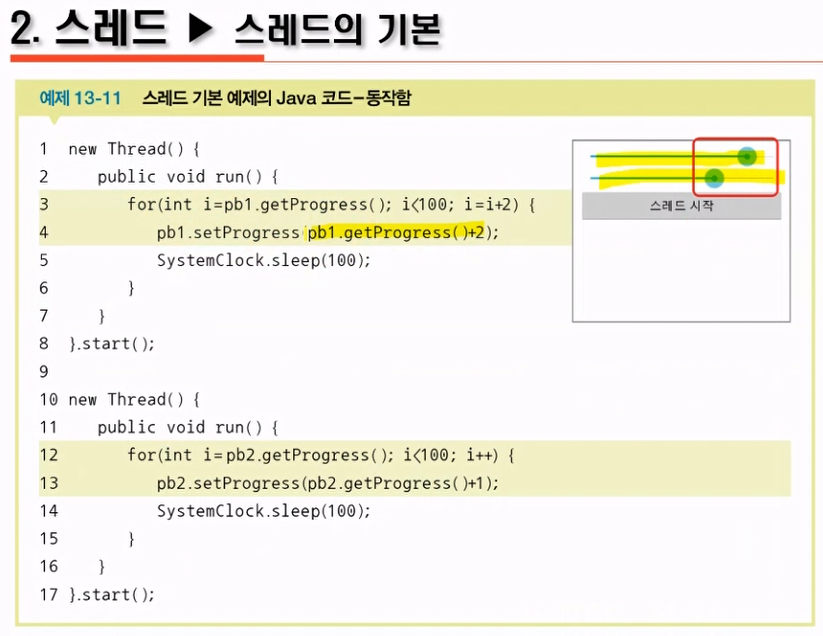 2. 스레드 ▶ 스레드의 기본
예제 13-11 스레드 기본 예제의 Java 코드-동작함
1 new Thread() {
2 public void run() {
3 for(int i=pb1.getProgress(); i<100; i=i+2) {
4 pb1.setProgress(pb1.getProgress()+2);
5 SystemClock.sleep(100);
6 }
7 }
8 }.start();
9
10 new Thread() {
11 public void run() {
12 for(int i=pb2.getProgress(); i<100; i++) {
13 pb2.setProgress(pb2.getProgress()+1);
14 SystemClock.sleep(100);
15 }
16 }
17 }.start();
스레드 시작